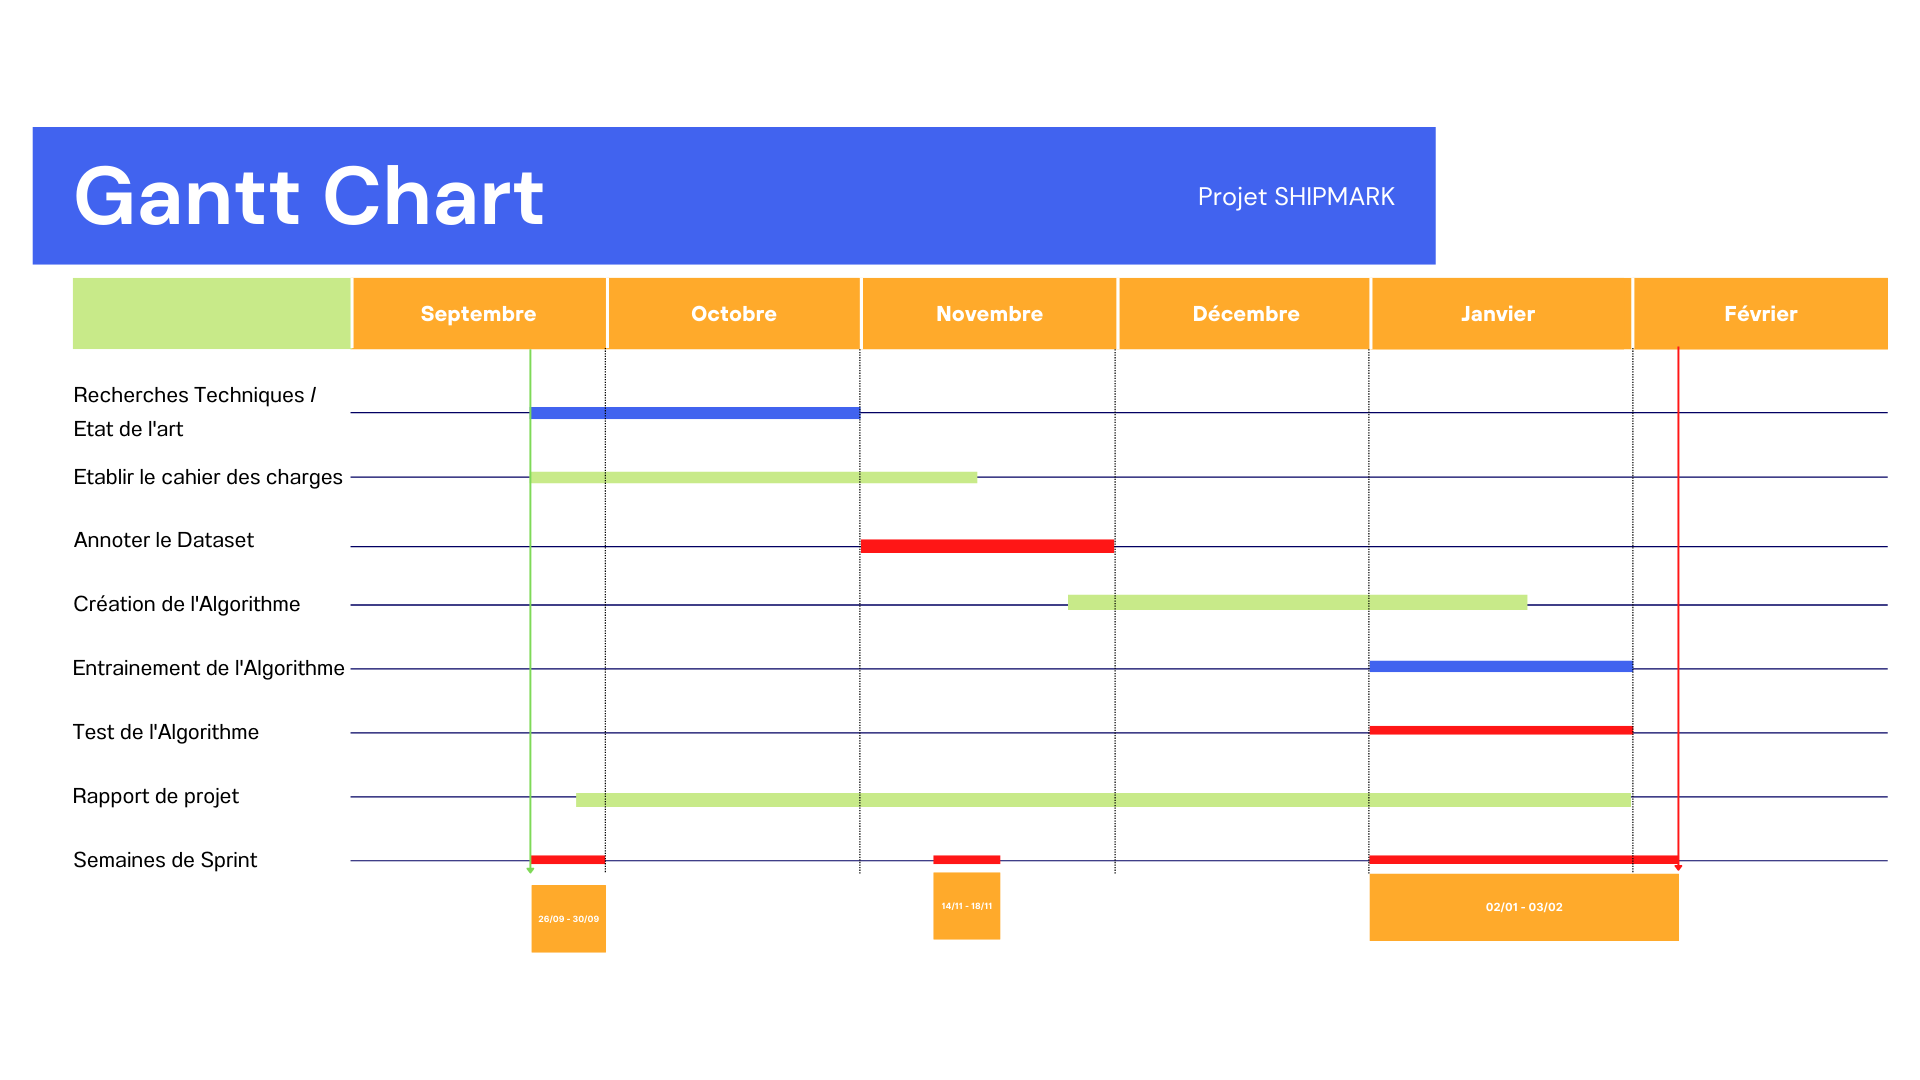 Gantt Chart
Projet SHIPMARK
Septembre
Octobre
Novembre
Décembre
Janvier
Février
Recherches Techniques /
Etat de l'art
Etablir le cahier des charges
Annoter le Dataset
Création de l'Algorithme
Entrainement de l'Algorithme
Test de l'Algorithme
Rapport de projet
Semaines de Sprint
26/09 - 30/09
14/11 - 18/11
02/01 - 03/02